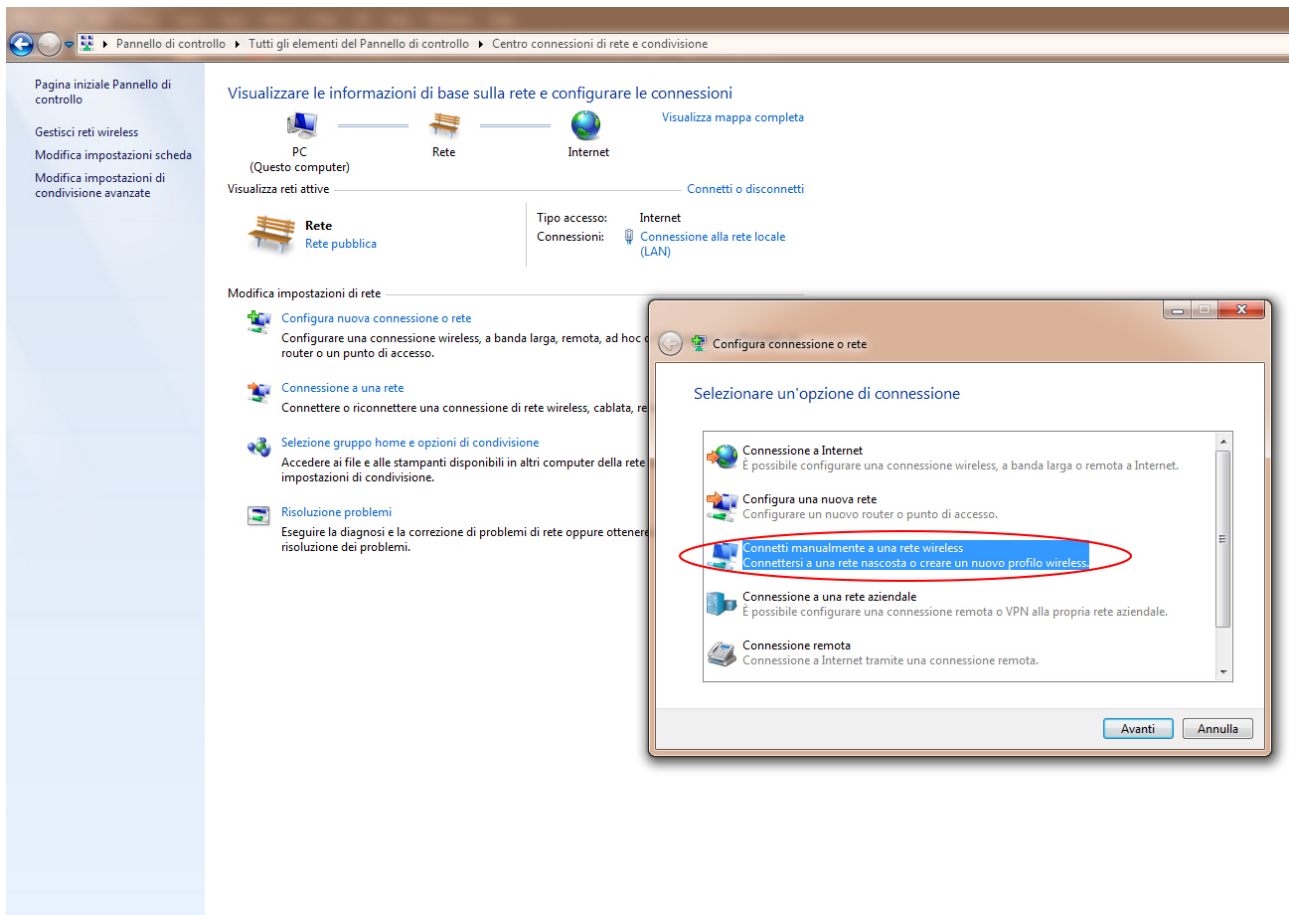 Pannello di controllo ▸ Tutti gli elementi del Pannello di controllo ▸ Centro connessioni di rete e condivisione
Pagina iniziale Pannello di
controllo
Gestisci reti wireless
Modifica impostazioni scheda
Modifica impostazioni di
condivisione avanzate
Visualizzare le informazioni di base sulla rete e configurare le connessioni
Visualizza mappa completa
PC
(Questo computer)
Rete
Internet
Visualizza reti attive
Connetti o disconnetti
Rete
Rete pubblica
Tipo accesso: Internet
Connessioni: Connessione alla rete locale
(LAN)
Modifica impostazioni di rete
Configura nuova connessione o rete
Configurare una connessione wireless, a banda larga, remota, ad hoc
router o un punto di accesso.
Connessione a una rete
Connettere o riconnettere una connessione di rete wireless, cablata, re
Selezione gruppo home e opzioni di condivisione
Accedere ai file e alle stampanti disponibili in altri computer della rete
impostazioni di condivisione.
Risoluzione problemi
Eseguire la diagnosi e la correzione di problemi di rete oppure ottenere
risoluzione dei problemi.
Configura connessione o rete
Selezionare un'opzione di connessione
Connessione a Internet
È possibile configurare una connessione wireless, a banda larga o remota a Internet.
Configura una nuova rete
Configurare un nuovo router o punto di accesso.
Connetti manualmente a una rete wireless
Connettersi a una rete nascosta o creare un nuovo profilo wireless.
Connessione a una rete aziendale
È possibile configurare una connessione remota o VPN alla propria rete aziendale.
Connessione remota
Connessione a Internet tramite una connessione remota.
Avanti
Annulla